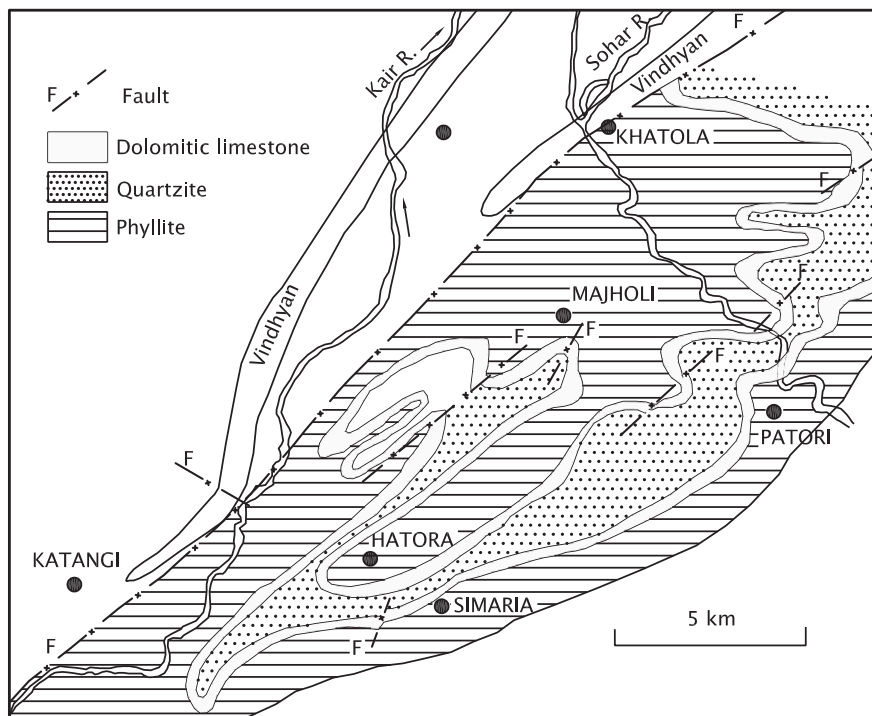 Kair R.
Sohar R.
Vindhyan
F
F
Fault
Dolomitic limestone
Quartzite
Phyllite
KHATOLA
F
F
MAJHOLI
Vindhyan
F
F
F
PATORI
F
HATORA
KATANGI
SIMARIA
5 km
F
F